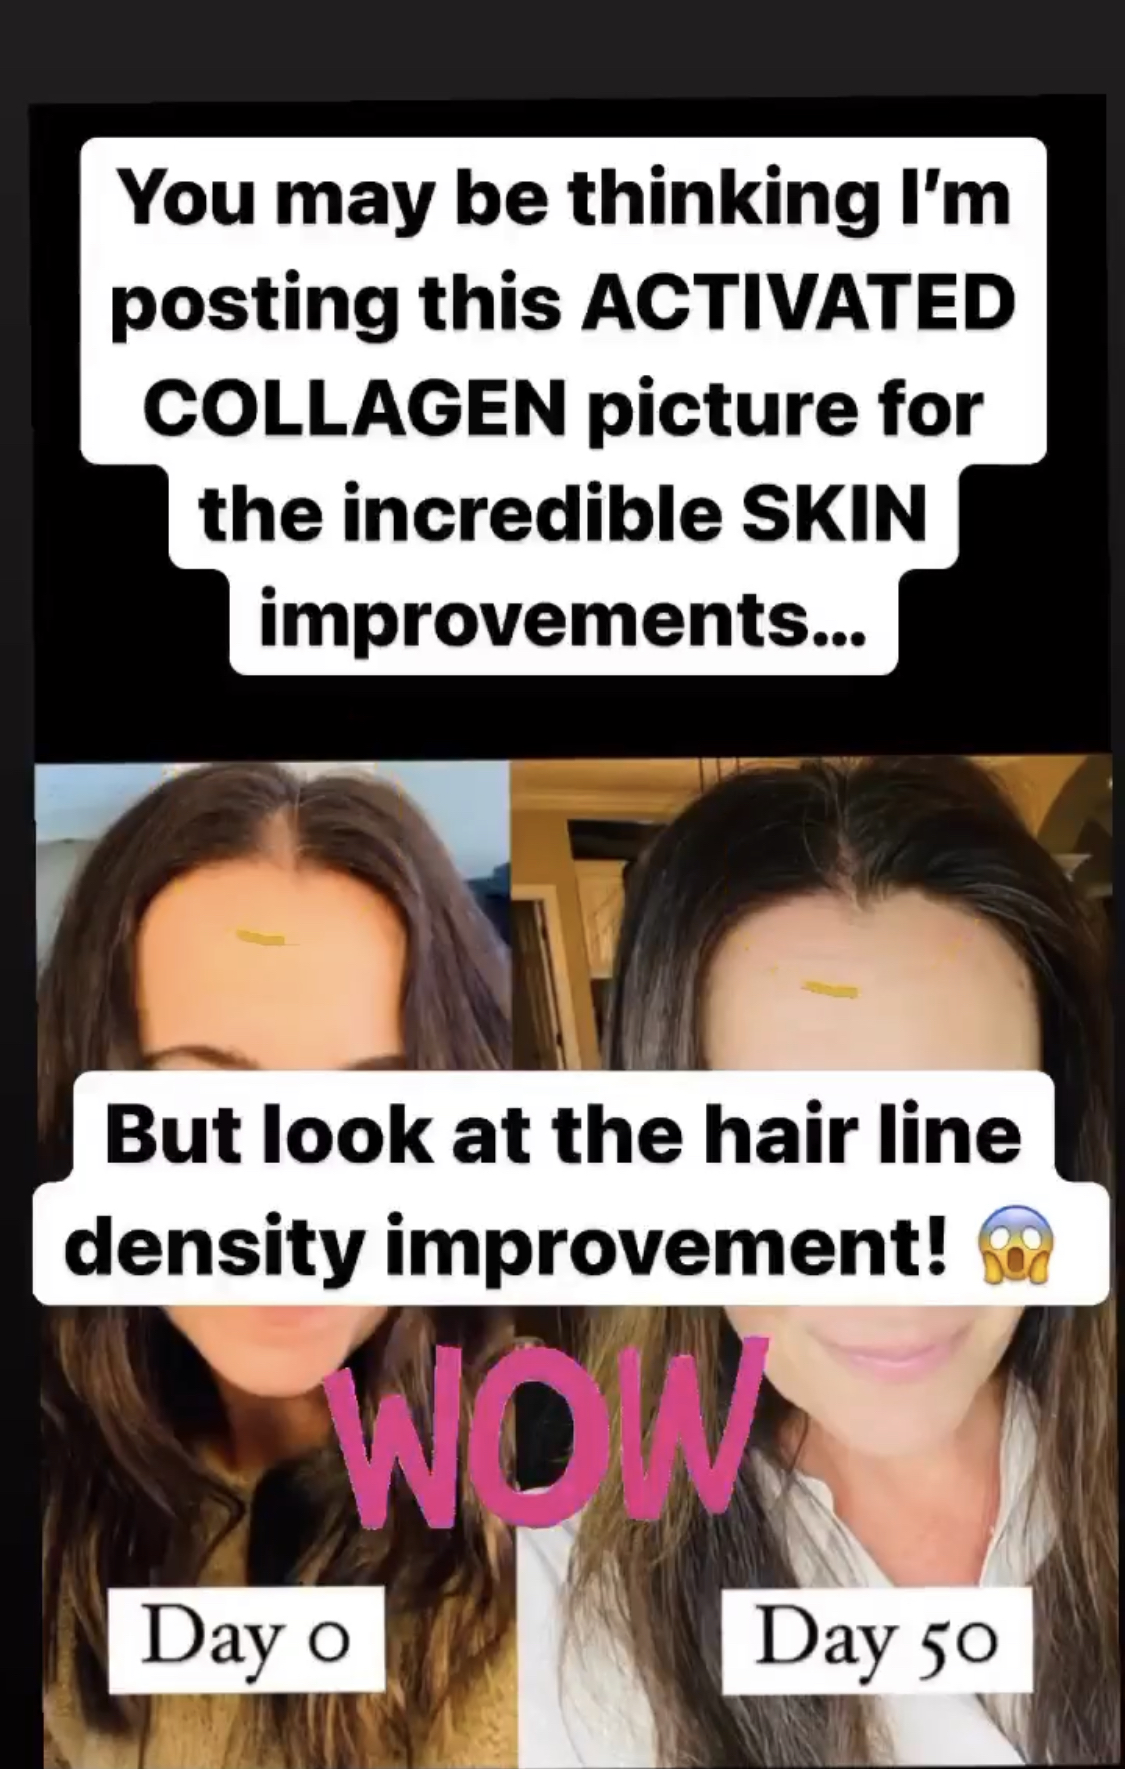 You may be thinking I’m
posting this ACTIVATED
COLLAGEN picture for
the incredible SKIN
improvements...
But look at the hair line
density improvement! 😱
WOW
Day 0
Day 50